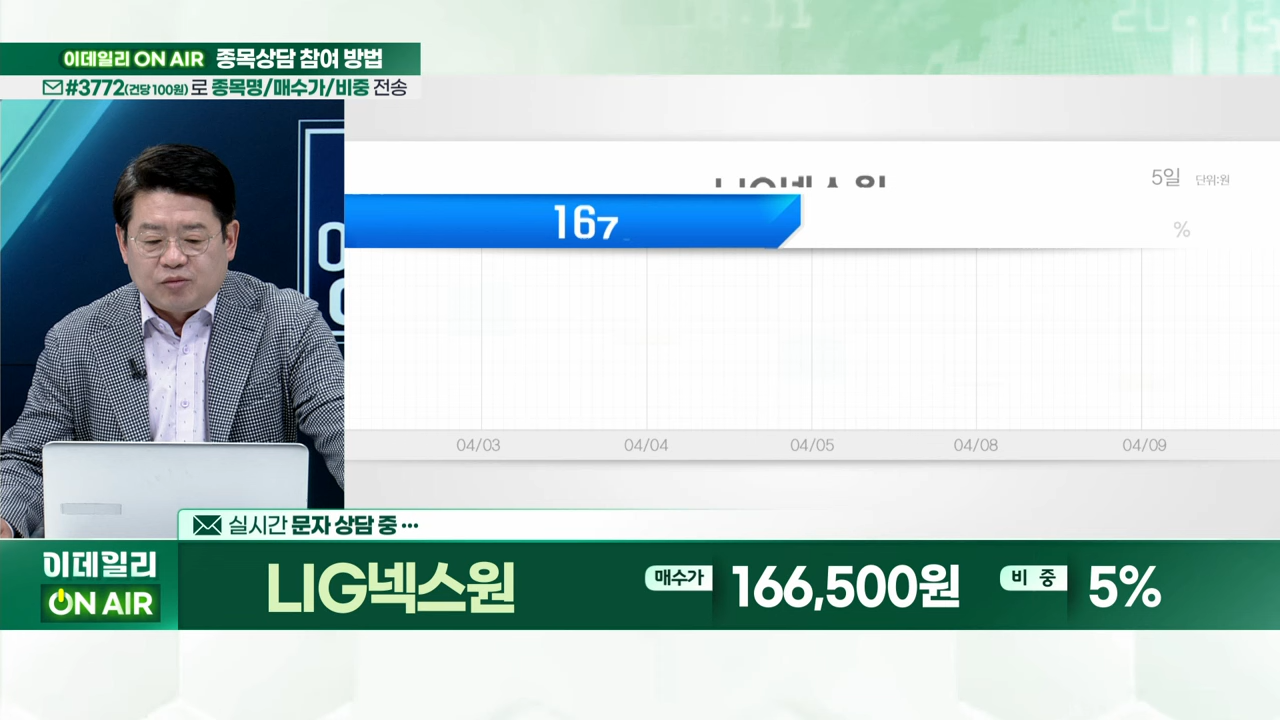 이데일리 ON AIR 종목상담 참여 방법
#3772(건당 100원)로 종목명/매수가/비중 전송
5일 단위:원
167
%
04/03 04/04 04/05 04/08 04/09
실시간 문자 상담 중 ···
이데일리
ON AIR
LIG넥스원 매수가 166,500원 비 중 5%